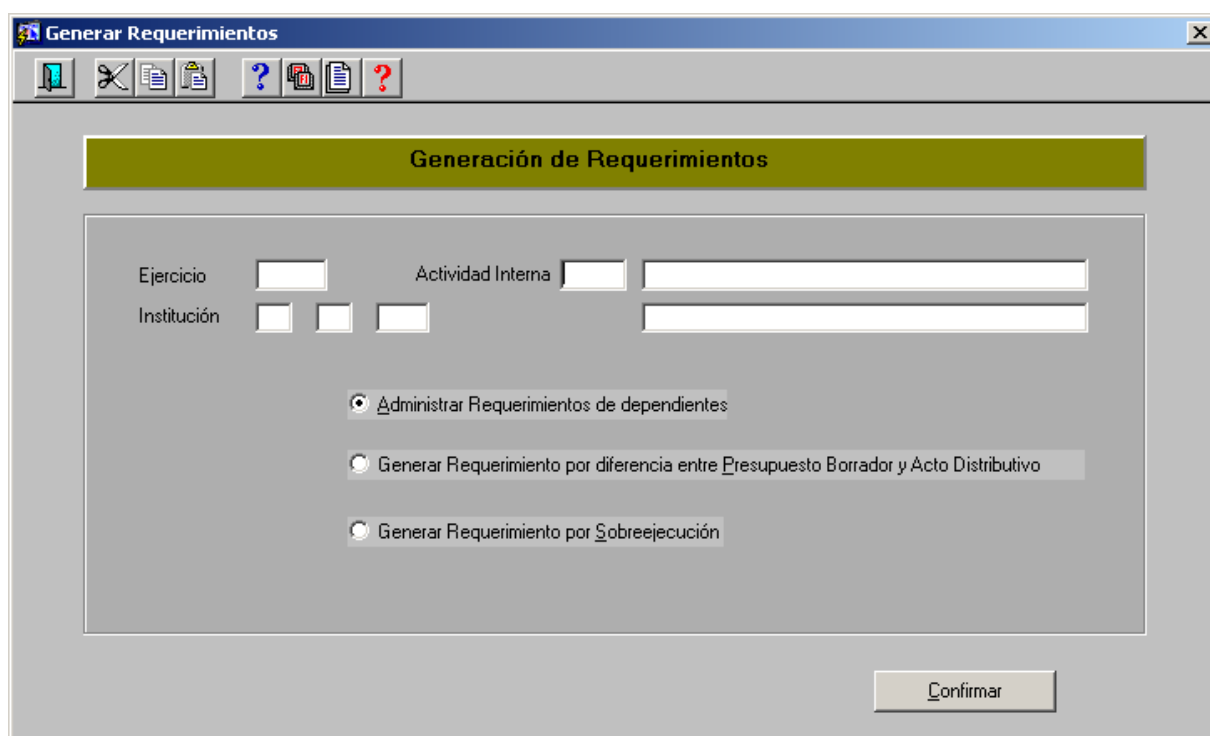 Generar Requerimientos
Generación de Requerimientos
Ejercicio
Actividad Interna
Institución
Administrar Requerimientos de dependientes
Generar Requerimiento por diferencia entre Presupuesto Borrador y Acto Distributivo
Generar Requerimiento por Sobreejecución
Confirmar